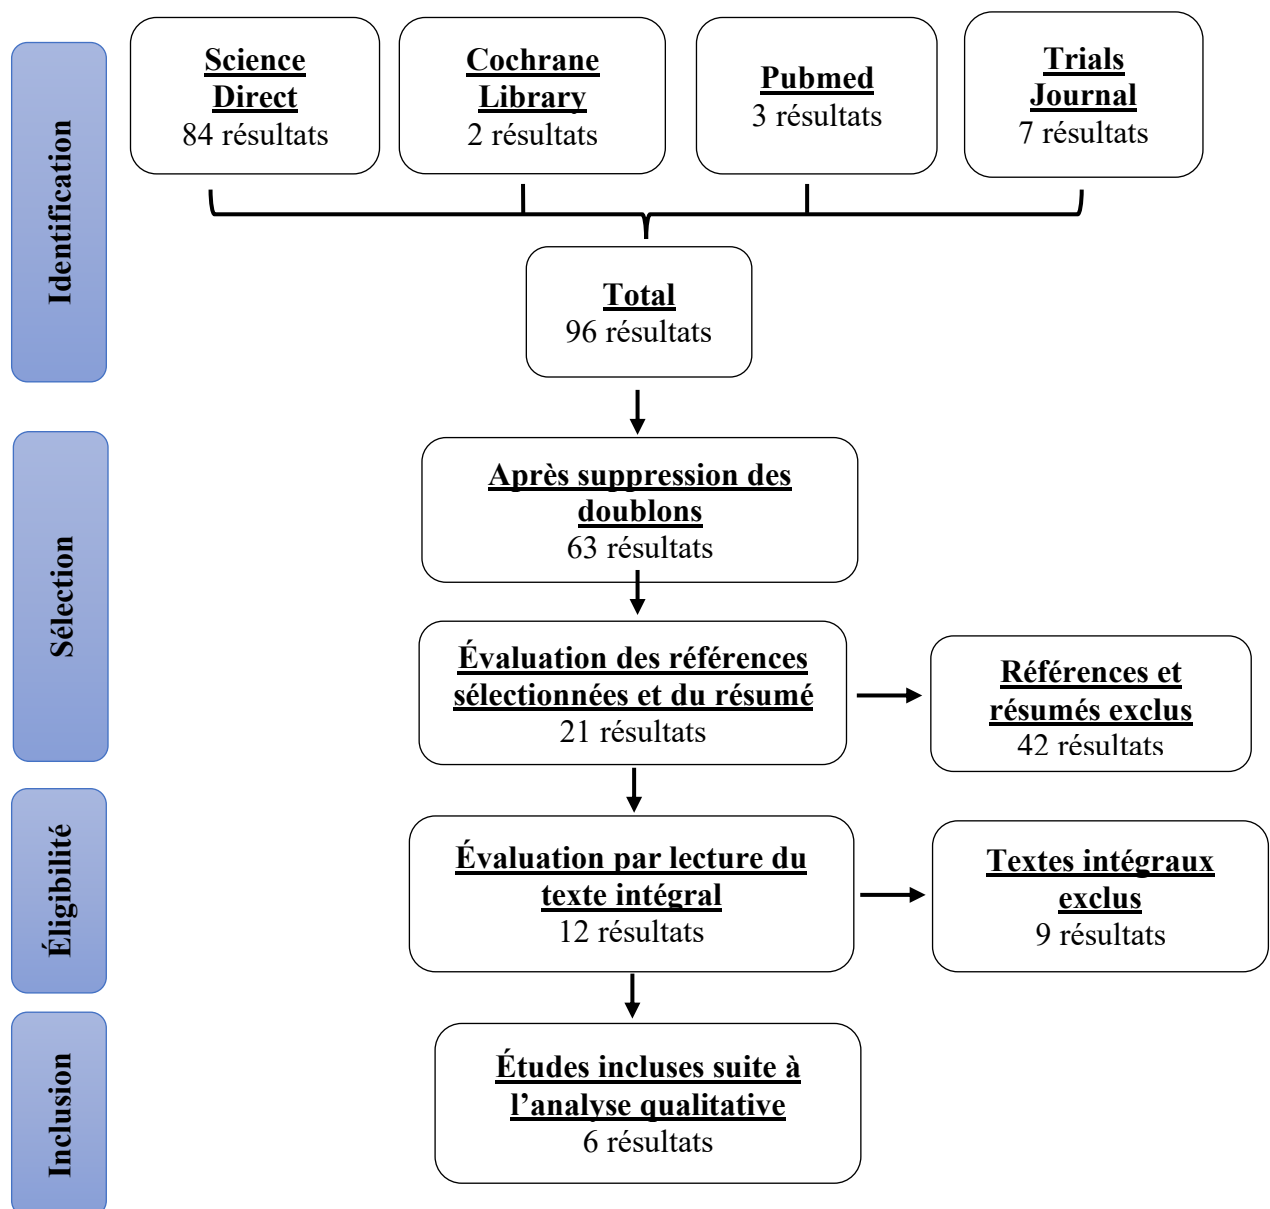 Identification
Science
Direct
84 résultats
Cochrane
Library
2 résultats
Pubmed
3 résultats
Trials
Journal
7 résultats
Total
96 résultats
Sélection
Après suppression des
doublons
63 résultats
Évaluation des références
sélectionnées et du résumé
21 résultats
Références et
résumés exclus
42 résultats
Éligibilité
Évaluation par lecture du
texte intégral
12 résultats
Textes intégraux
exclus
9 résultats
Inclusion
Études incluses suite à
l’analyse qualitative
6 résultats